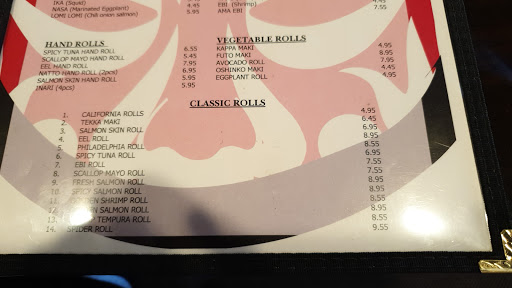 IKA (Squid)
NASA (Marinated Eggplant) 4.45
LOMI LOMI (Chili onion salmon) 5.95
EBI (Shrimp)
AMA EBI 7.55
HAND ROLLS
SPICY TUNA HAND ROLL 6.55
SCALLOP MAYO HAND ROLL 5.45
EEL HAND ROLL 7.95
NATTO HAND ROLL (2pcs) 6.45
SALMON SKIN HAND ROLL 5.95
INARI (4pcs) 5.95
VEGETABLE ROLLS
KAPPA MAKI 4.45
FUTO MAKI 8.95
AVOCADO ROLL 7.45
OSHINKO MAKI 4.45
EGGPLANT ROLL 4.95
CLASSIC ROLLS
1. CALIFORNIA ROLLS 4.95
2. TEKKA MAKI 6.45
3. SALMON SKIN ROLL 6.95
4. EEL ROLL 8.95
5. PHILADELPHIA ROLL 7.55
6. SPICY TUNA ROLL 6.95
7. EBI ROLL 7.55
8. SCALLOP MAYO ROLL 7.55
9. FRESH SALMON ROLL 8.95
10. SPICY SALMON ROLL 8.95
11. SHRIMP ROLL 8.95
12. SALMON ROLL 8.95
13. TEMPURA ROLL 8.95
14. SPIDER ROLL 9.55